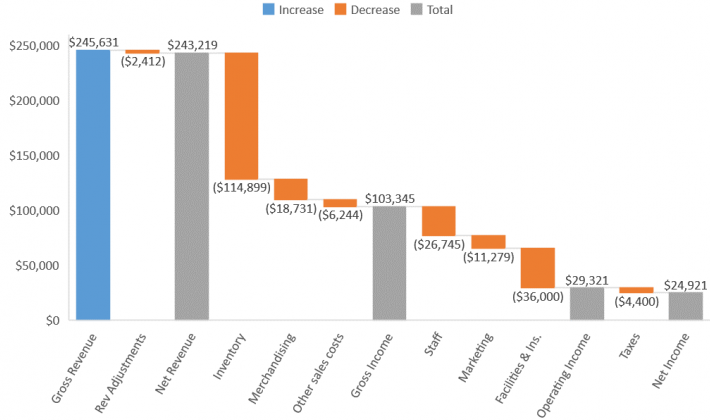 Increase Decrease Total
$250,000
$200,000
$150,000
$100,000
$50,000
$0
$245,631
($2,412)
$243,219
($114,899)
($18,731)
($6,244)
$103,345
($26,745)
($11,279)
($36,000)
$29,321
($4,400)
$24,921
Gross Revenue
Rev Adjustments
Net Revenue
Inventory
Merchandising
Other sales costs
Gross Income
Staff
Marketing
Facilities & Ins.
Operating Income
Taxes
Net Income